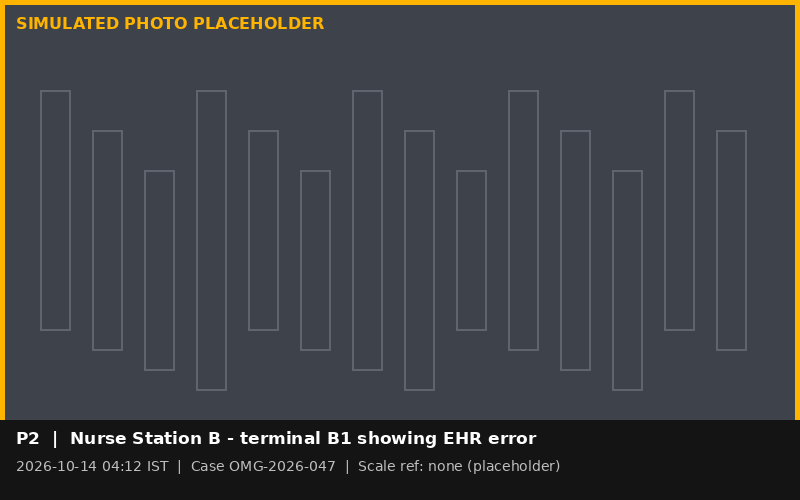 SIMULATED PHOTO PLACEHOLDER
P2 | Nurse Station B - terminal B1 showing EHR error
2026-10-14 04:12 IST | Case OMG-2026-047 | Scale ref: none (placeholder)